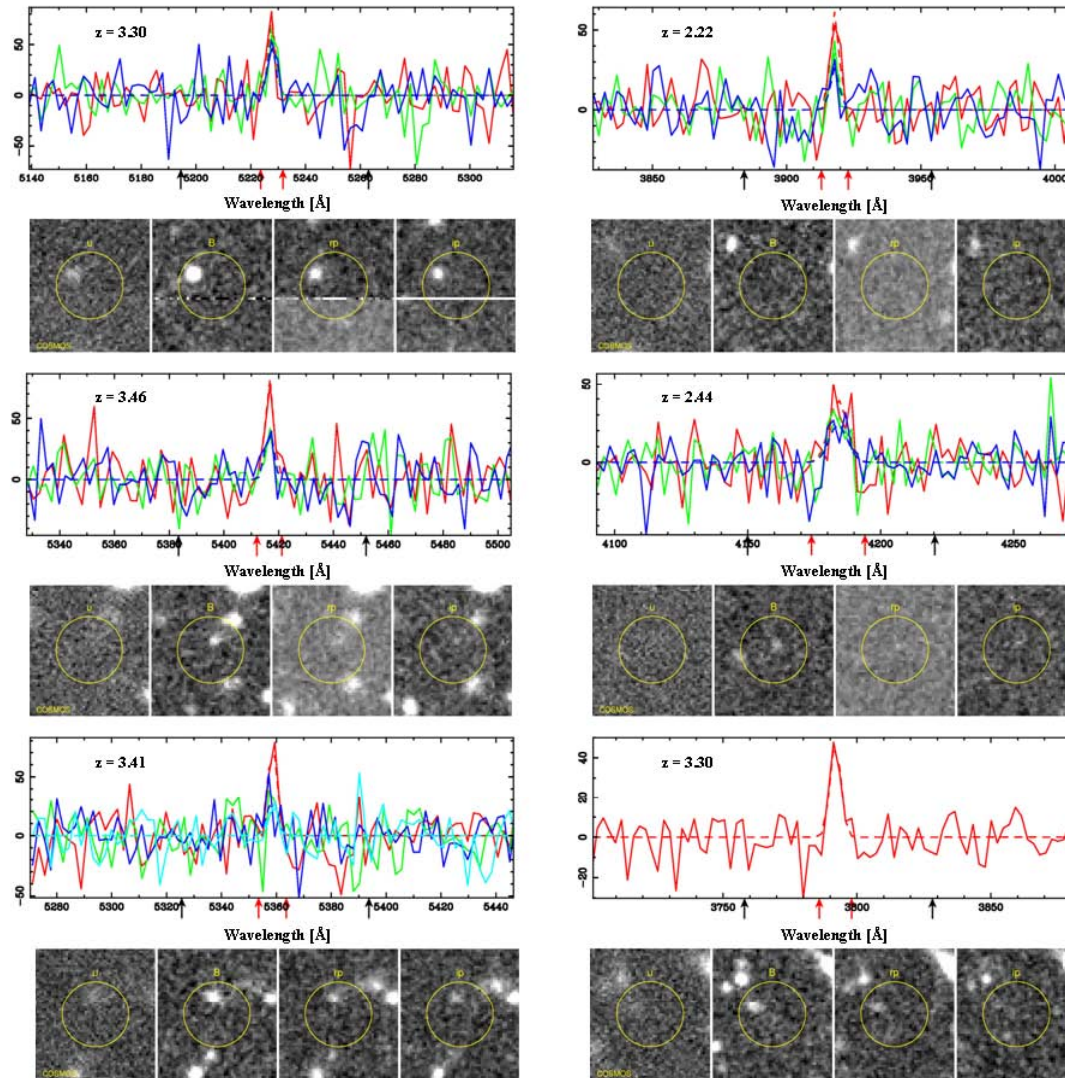 z = 3.30
50
0
−50
5140 5160 5180 5200 5220 5240 5260 5280 5300
Wavelength [Å]
u B rp ip
COSMOS
z = 2.22
50
0
3850 3900 3950 4000
Wavelength [Å]
u B rp ip
COSMOS
z = 3.46
50
0
5340 5360 5380 5400 5420 5440 5460 5480 5500
Wavelength [Å]
u B rp ip
COSMOS
z = 2.44
50
0
4100 4150 4200 4250
Wavelength [Å]
u B rp ip
COSMOS
z = 3.41
50
0
−50
5280 5300 5320 5340 5360 5380 5400 5420 5440
Wavelength [Å]
u B rp ip
COSMOS
z = 3.30
40
20
0
−20
3750 3800 3850
Wavelength [Å]
u B rp ip
COSMOS